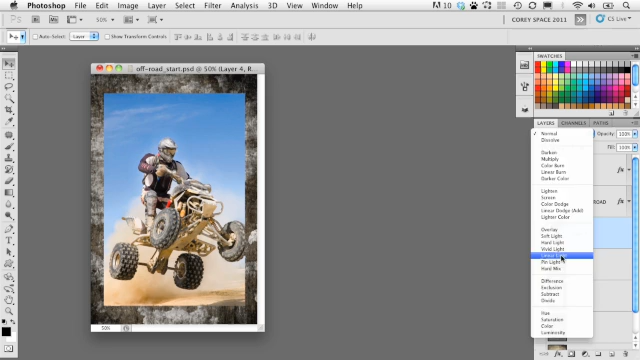 Photoshop File Edit Image Layer Select Filter Analysis 3D View Window Help
50%
COREY SPACE 2011
CS Live
Auto-Select: Layer Show Transform Controls
SWATCHES
off-road_start.psd @ 50% (Layer 4, R...
LAYERS CHANNELS PATHS
Normal
Opacity: 100%
Dissolve
Fill: 100%
Darken
Multiply
Color Burn
Linear Burn
Darker Color
Lighten
Screen
Color Dodge
Linear Dodge (Add)
Lighter Color
ROAD
Overlay
Soft Light
Hard Light
Vivid Light
Linear Light
Pin Light
Hard Mix
Difference
Exclusion
Subtract
Divide
Hue
Saturation
Color
Luminosity
50%